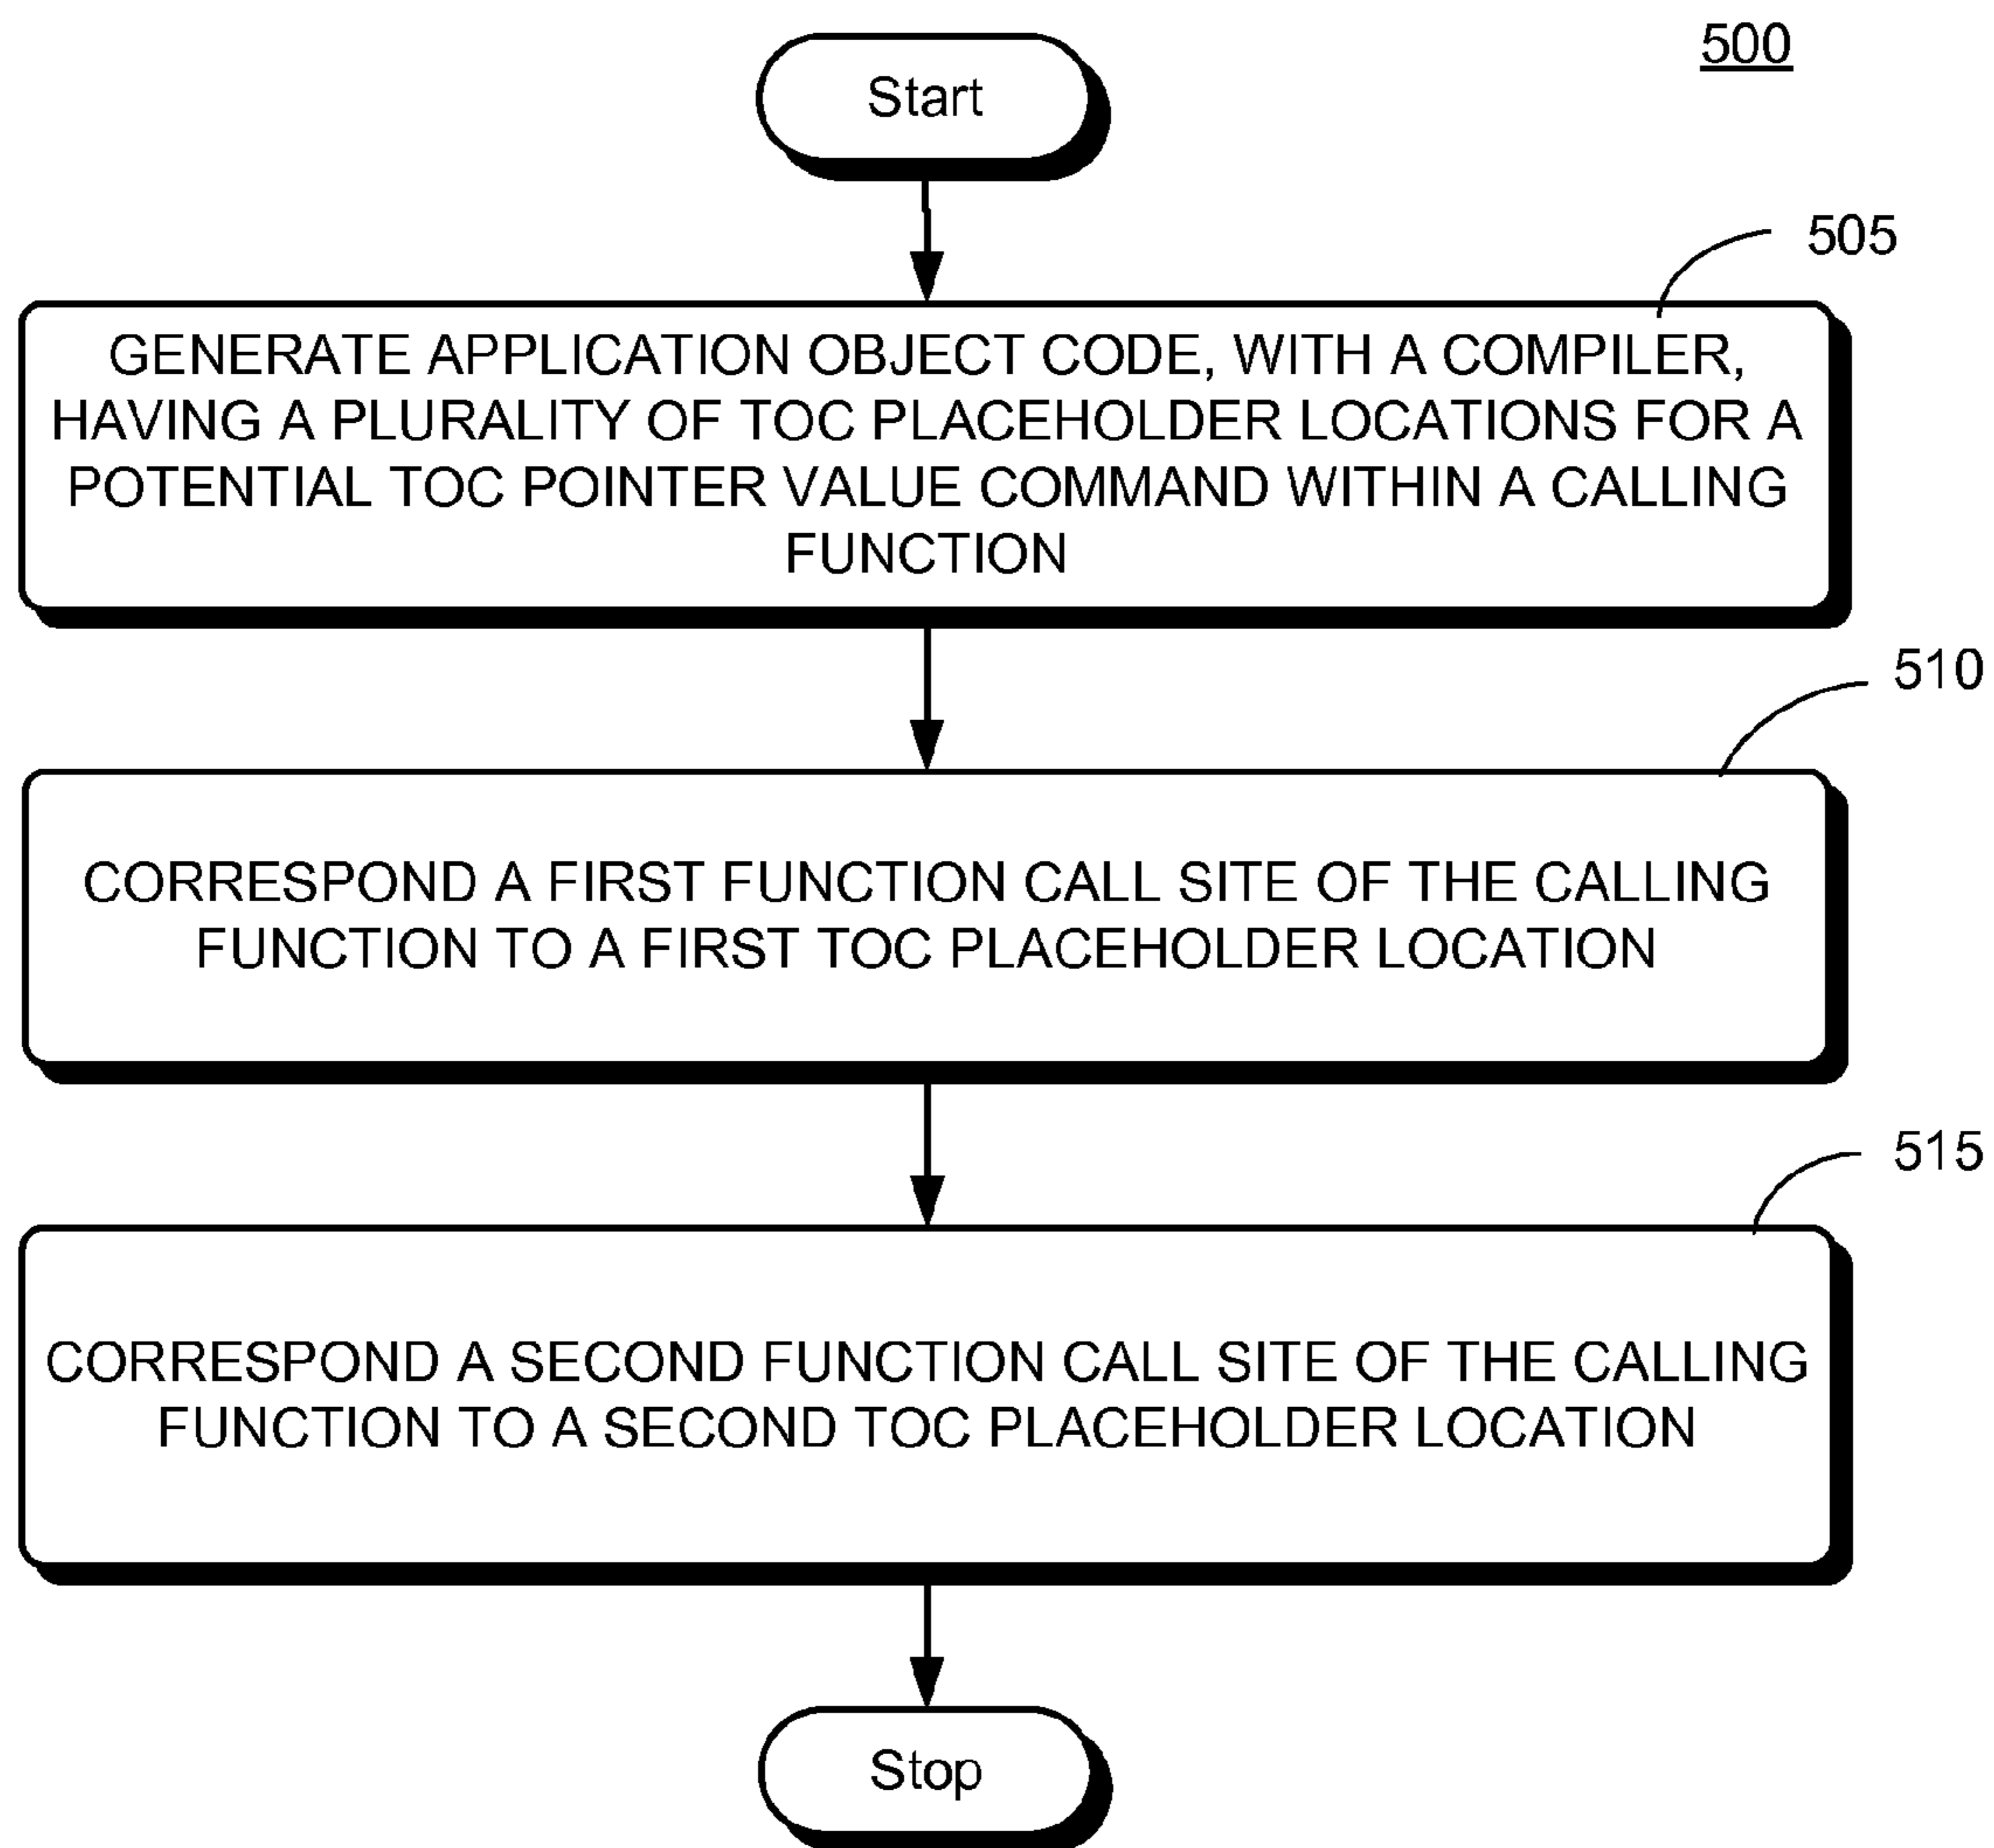 500
Start
505
GENERATE APPLICATION OBJECT CODE, WITH A COMPILER,
HAVING A PLURALITY OF TOC PLACEHOLDER LOCATIONS FOR A
POTENTIAL TOC POINTER VALUE COMMAND WITHIN A CALLING
FUNCTION
510
CORRESPOND A FIRST FUNCTION CALL SITE OF THE CALLING
FUNCTION TO A FIRST TOC PLACEHOLDER LOCATION
515
CORRESPOND A SECOND FUNCTION CALL SITE OF THE CALLING
FUNCTION TO A SECOND TOC PLACEHOLDER LOCATION
Stop